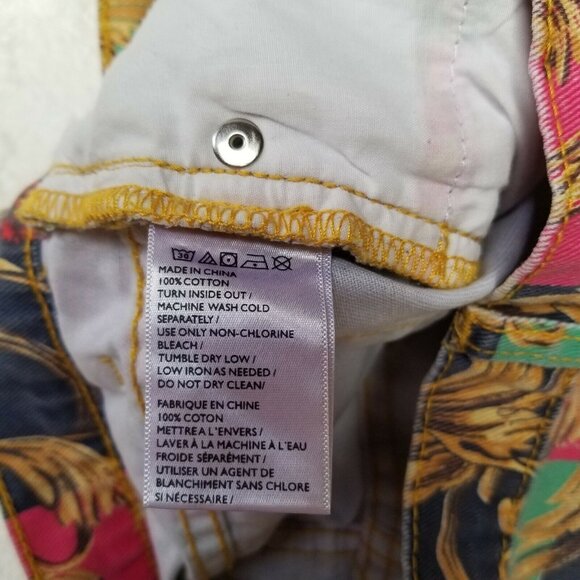 30
MADE IN CHINA
100% COTTON
TURN INSIDE OUT /
MACHINE WASH COLD
SEPARATELY /
USE ONLY NON-CHLORINE
BLEACH /
TUMBLE DRY LOW /
LOW IRON AS NEEDED /
DO NOT DRY CLEAN/
FABRIQUE EN CHINE
100% COTON
METTRE A L'ENVERS /
LAVER À LA MACHINE À L'EAU
FROIDE SÉPARÉMENT /
UTILISER UN AGENT DE
BLANCHIMENT SANS CHLORE
SI NÉCESSAIRE /